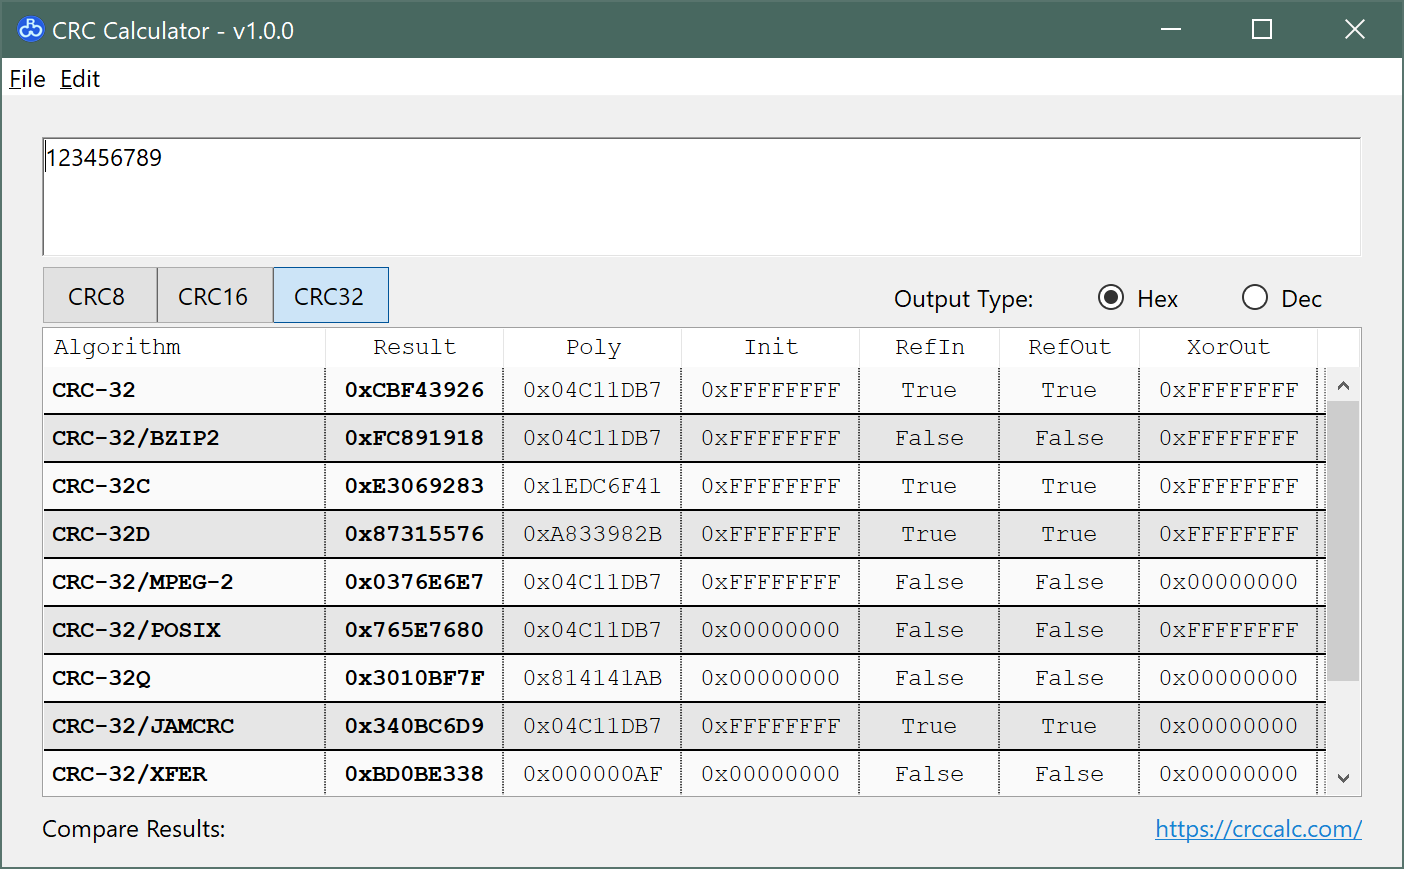 CRC Calculator - v1.0.0
File Edit
123456789
CRC8 CRC16 CRC32 Output Type: Hex Dec
Algorithm Result Poly Init RefIn RefOut XorOut
CRC-32 0xCBF43926 0x04C11DB7 0xFFFFFFFF True True 0xFFFFFFFF
CRC-32/BZIP2 0xFC891918 0x04C11DB7 0xFFFFFFFF False False 0xFFFFFFFF
CRC-32C 0xE3069283 0x1EDC6F41 0xFFFFFFFF True True 0xFFFFFFFF
CRC-32D 0x87315576 0xA833982B 0xFFFFFFFF True True 0xFFFFFFFF
CRC-32/MPEG-2 0x0376E6E7 0x04C11DB7 0xFFFFFFFF False False 0x00000000
CRC-32/POSIX 0x765E7680 0x04C11DB7 0x00000000 False False 0xFFFFFFFF
CRC-32Q 0x3010BF7F 0x814141AB 0x00000000 False False 0x00000000
CRC-32/JAMCRC 0x340BC6D9 0x04C11DB7 0xFFFFFFFF True True 0x00000000
CRC-32/XFER 0xBD0BE338 0x000000AF 0x00000000 False False 0x00000000
Compare Results: https://crccalc.com/